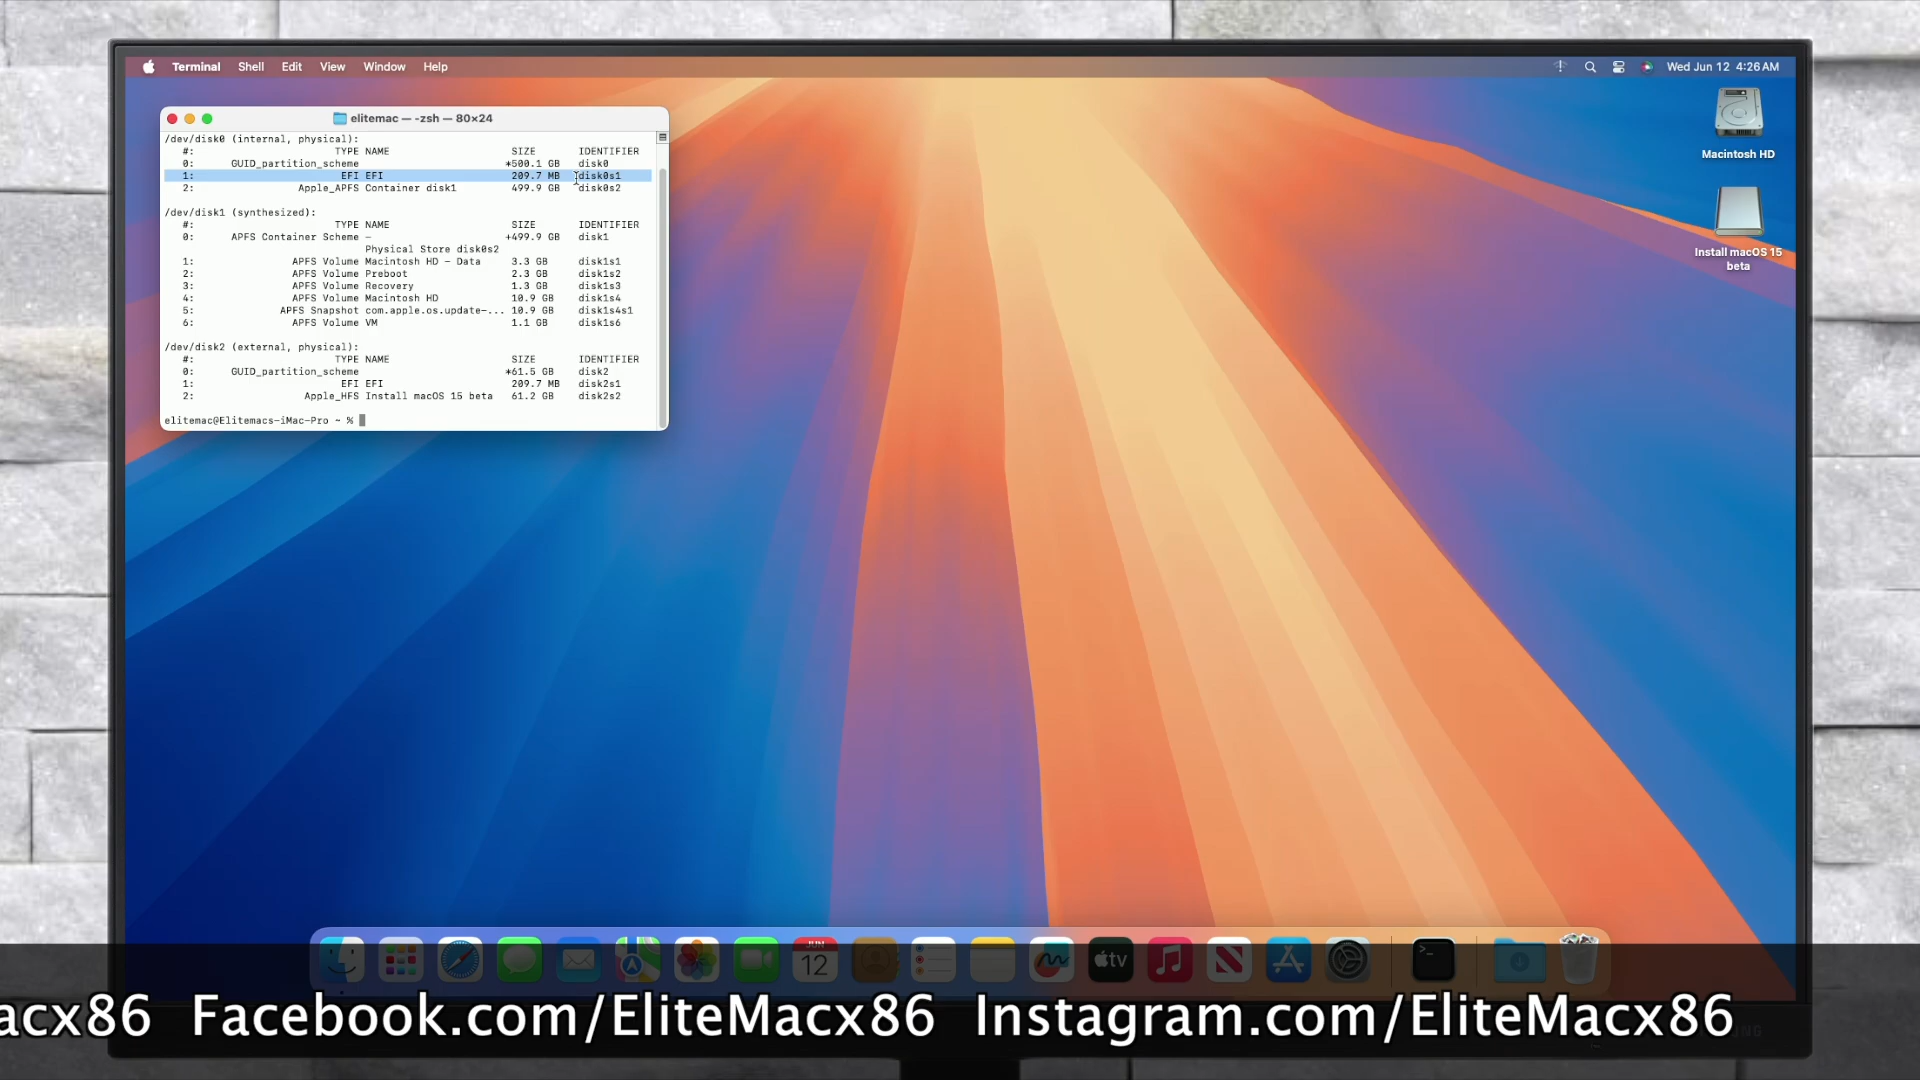 Terminal Shell Edit View Window Help Wed Jun 12 4:26 AM
elitemac — -zsh — 80×24
/dev/disk0 (internal, physical):
#: TYPE NAME SIZE IDENTIFIER
0: GUID_partition_scheme *500.1 GB disk0
1: EFI EFI 209.7 MB disk0s1
2: Apple_APFS Container disk1 499.9 GB disk0s2
/dev/disk1 (synthesized):
#: TYPE NAME SIZE IDENTIFIER
0: APFS Container Scheme - +499.9 GB disk1
Physical Store disk0s2
1: APFS Volume Macintosh HD - Data 3.3 GB disk1s1
2: APFS Volume Preboot 2.3 GB disk1s2
3: APFS Volume Recovery 1.3 GB disk1s3
4: APFS Volume Macintosh HD 10.9 GB disk1s4
5: APFS Snapshot com.apple.os.update-... 10.9 GB disk1s4s1
6: APFS Volume VM 1.1 GB disk1s6
/dev/disk2 (external, physical):
#: TYPE NAME SIZE IDENTIFIER
0: GUID_partition_scheme *61.5 GB disk2
1: EFI EFI 209.7 MB disk2s1
2: Apple_HFS Install macOS 15 beta 61.2 GB disk2s2
elitemac@Elitemacs-iMac-Pro ~ %
Macintosh HD
Install macOS 15
beta
JUN
12
tv
acx86 Facebook.com/EliteMacx86 Instagram.com/EliteMacx86